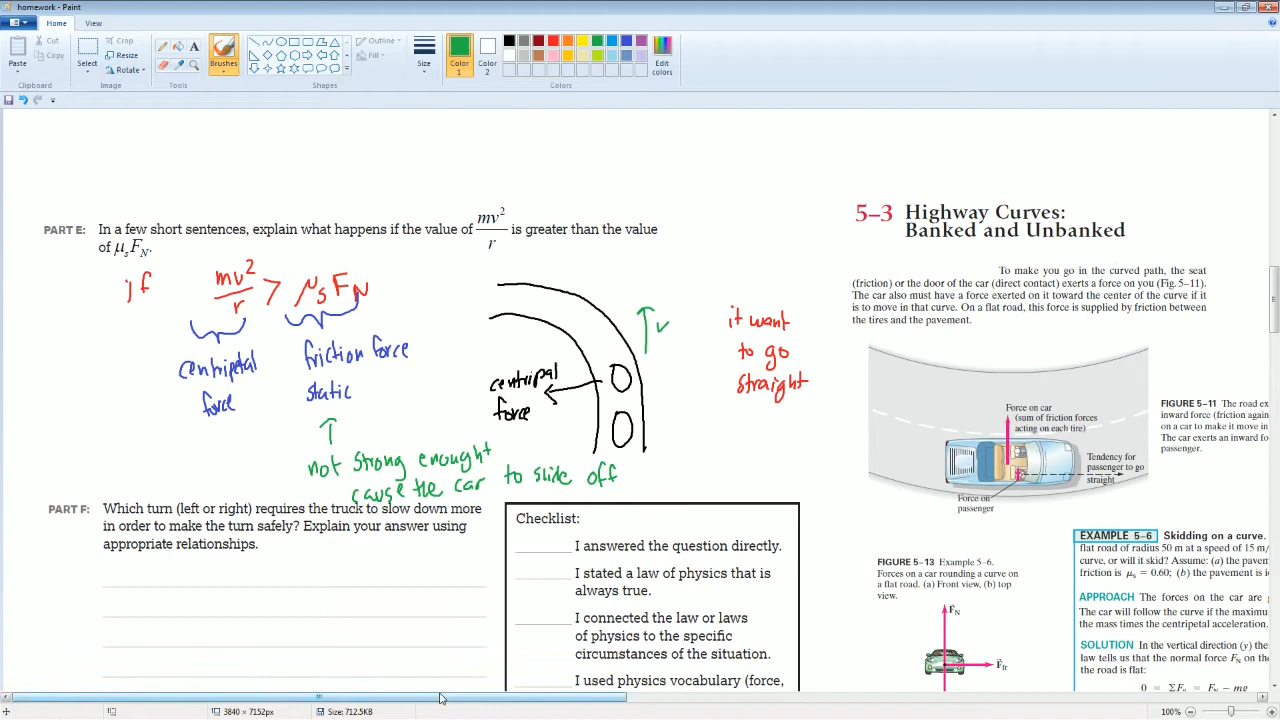 homework - Paint
Home
View
Paste
Cut
Copy
Clipboard
Select
Crop
Resize
Rotate
Image
A
Tools
Brushes
Outline
Fill
Shapes
Size
Color
1
Color
2
Edit
colors
Colors
PART E: In a few short sentences, explain what happens if the value of mv²/r is greater than the value
of μsFN.
if mv²/r > μsFN
centripetal
force
friction force
static
not strong enought
cause the car to slide off
centripal
force
v
it want
to go
straight
PART F: Which turn (left or right) requires the truck to slow down more
in order to make the turn safely? Explain your answer using
appropriate relationships.
Checklist:
I answered the question directly.
I stated a law of physics that is
always true.
I connected the law or laws
of physics to the specific
circumstances of the situation.
I used physics vocabulary (force,
5–3 Highway Curves:
Banked and Unbanked
To make you go in the curved path, the seat
(friction) or the door of the car (direct contact) exerts a force on you (Fig. 5–11).
The car also must have a force exerted on it toward the center of the curve if it
is to move in that curve. On a flat road, this force is supplied by friction between
the tires and the pavement.
Force on car
(sum of friction forces
acting on each tire)
Tendency for
passenger to go
straight
Force on
passenger
FIGURE 5–11 The road ex
inward force (friction again
on a car to make it move in
The car exerts an inward fo
passenger.
FIGURE 5–13 Example 5–6.
Forces on a car rounding a curve on
a flat road. (a) Front view, (b) top
view.
FN
Ffr
EXAMPLE 5–6 Skidding on a curve.
flat road of radius 50 m at a speed of 15 m/
curve, or will it skid? Assume: (a) the pavem
friction is μs = 0.60; (b) the pavement is
APPROACH The forces on the car are
The car will follow the curve if the maximu
the mass times the centripetal acceleration.
SOLUTION In the vertical direction (y) the
law tells us that the normal force FN on the
the road is flat:
0 = ΣFy = FN − mg
3840 × 7152px
Size: 712.5KB
100%